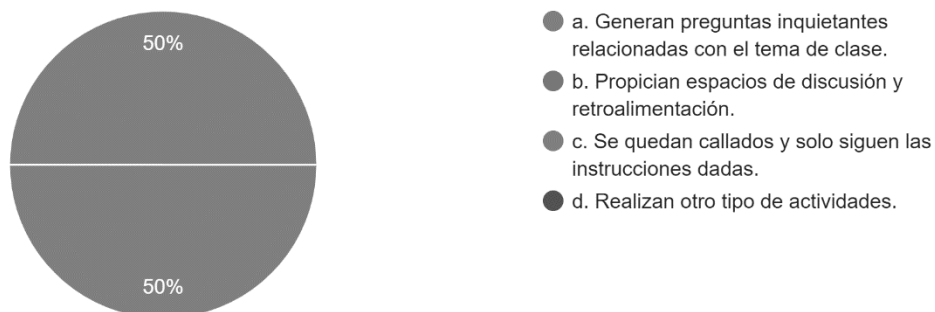 50%
50%
a. Generan preguntas inquietantes
relacionadas con el tema de clase.
b. Propician espacios de discusión y
retroalimentación.
c. Se quedan callados y solo siguen las
instrucciones dadas.
d. Realizan otro tipo de actividades.